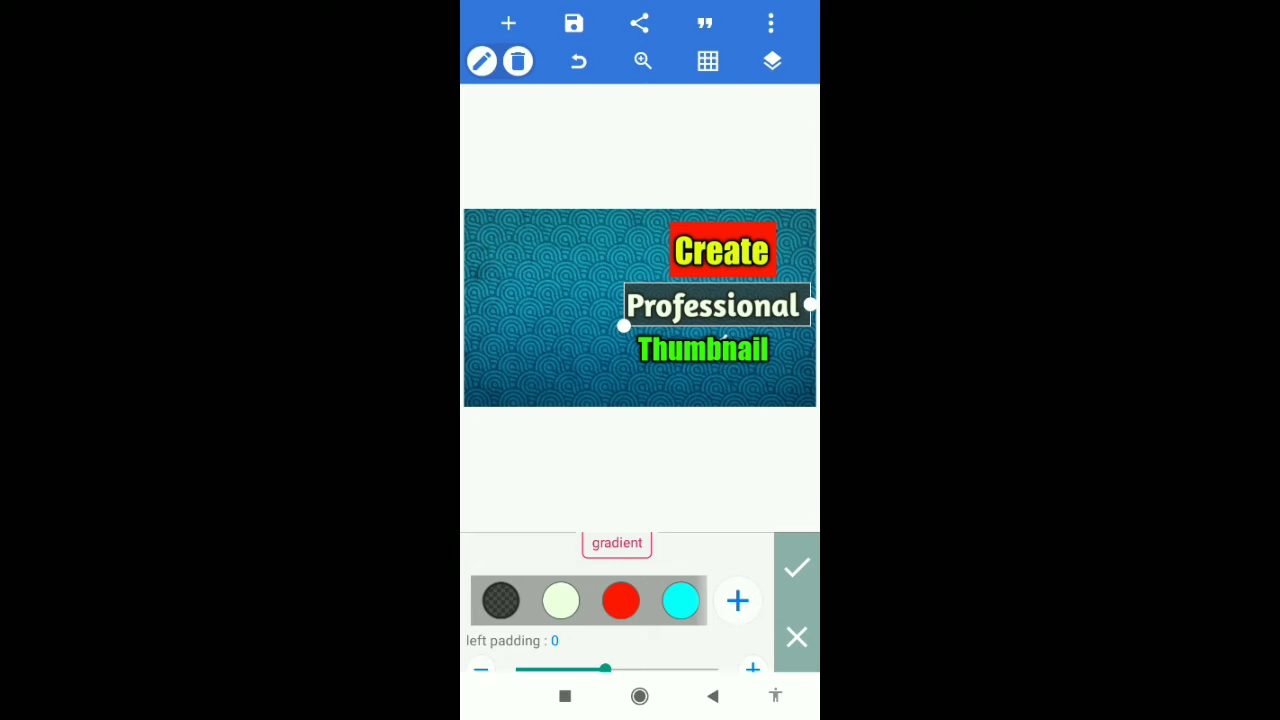 Create
Professional
Thumbnail
gradient
left padding : 0